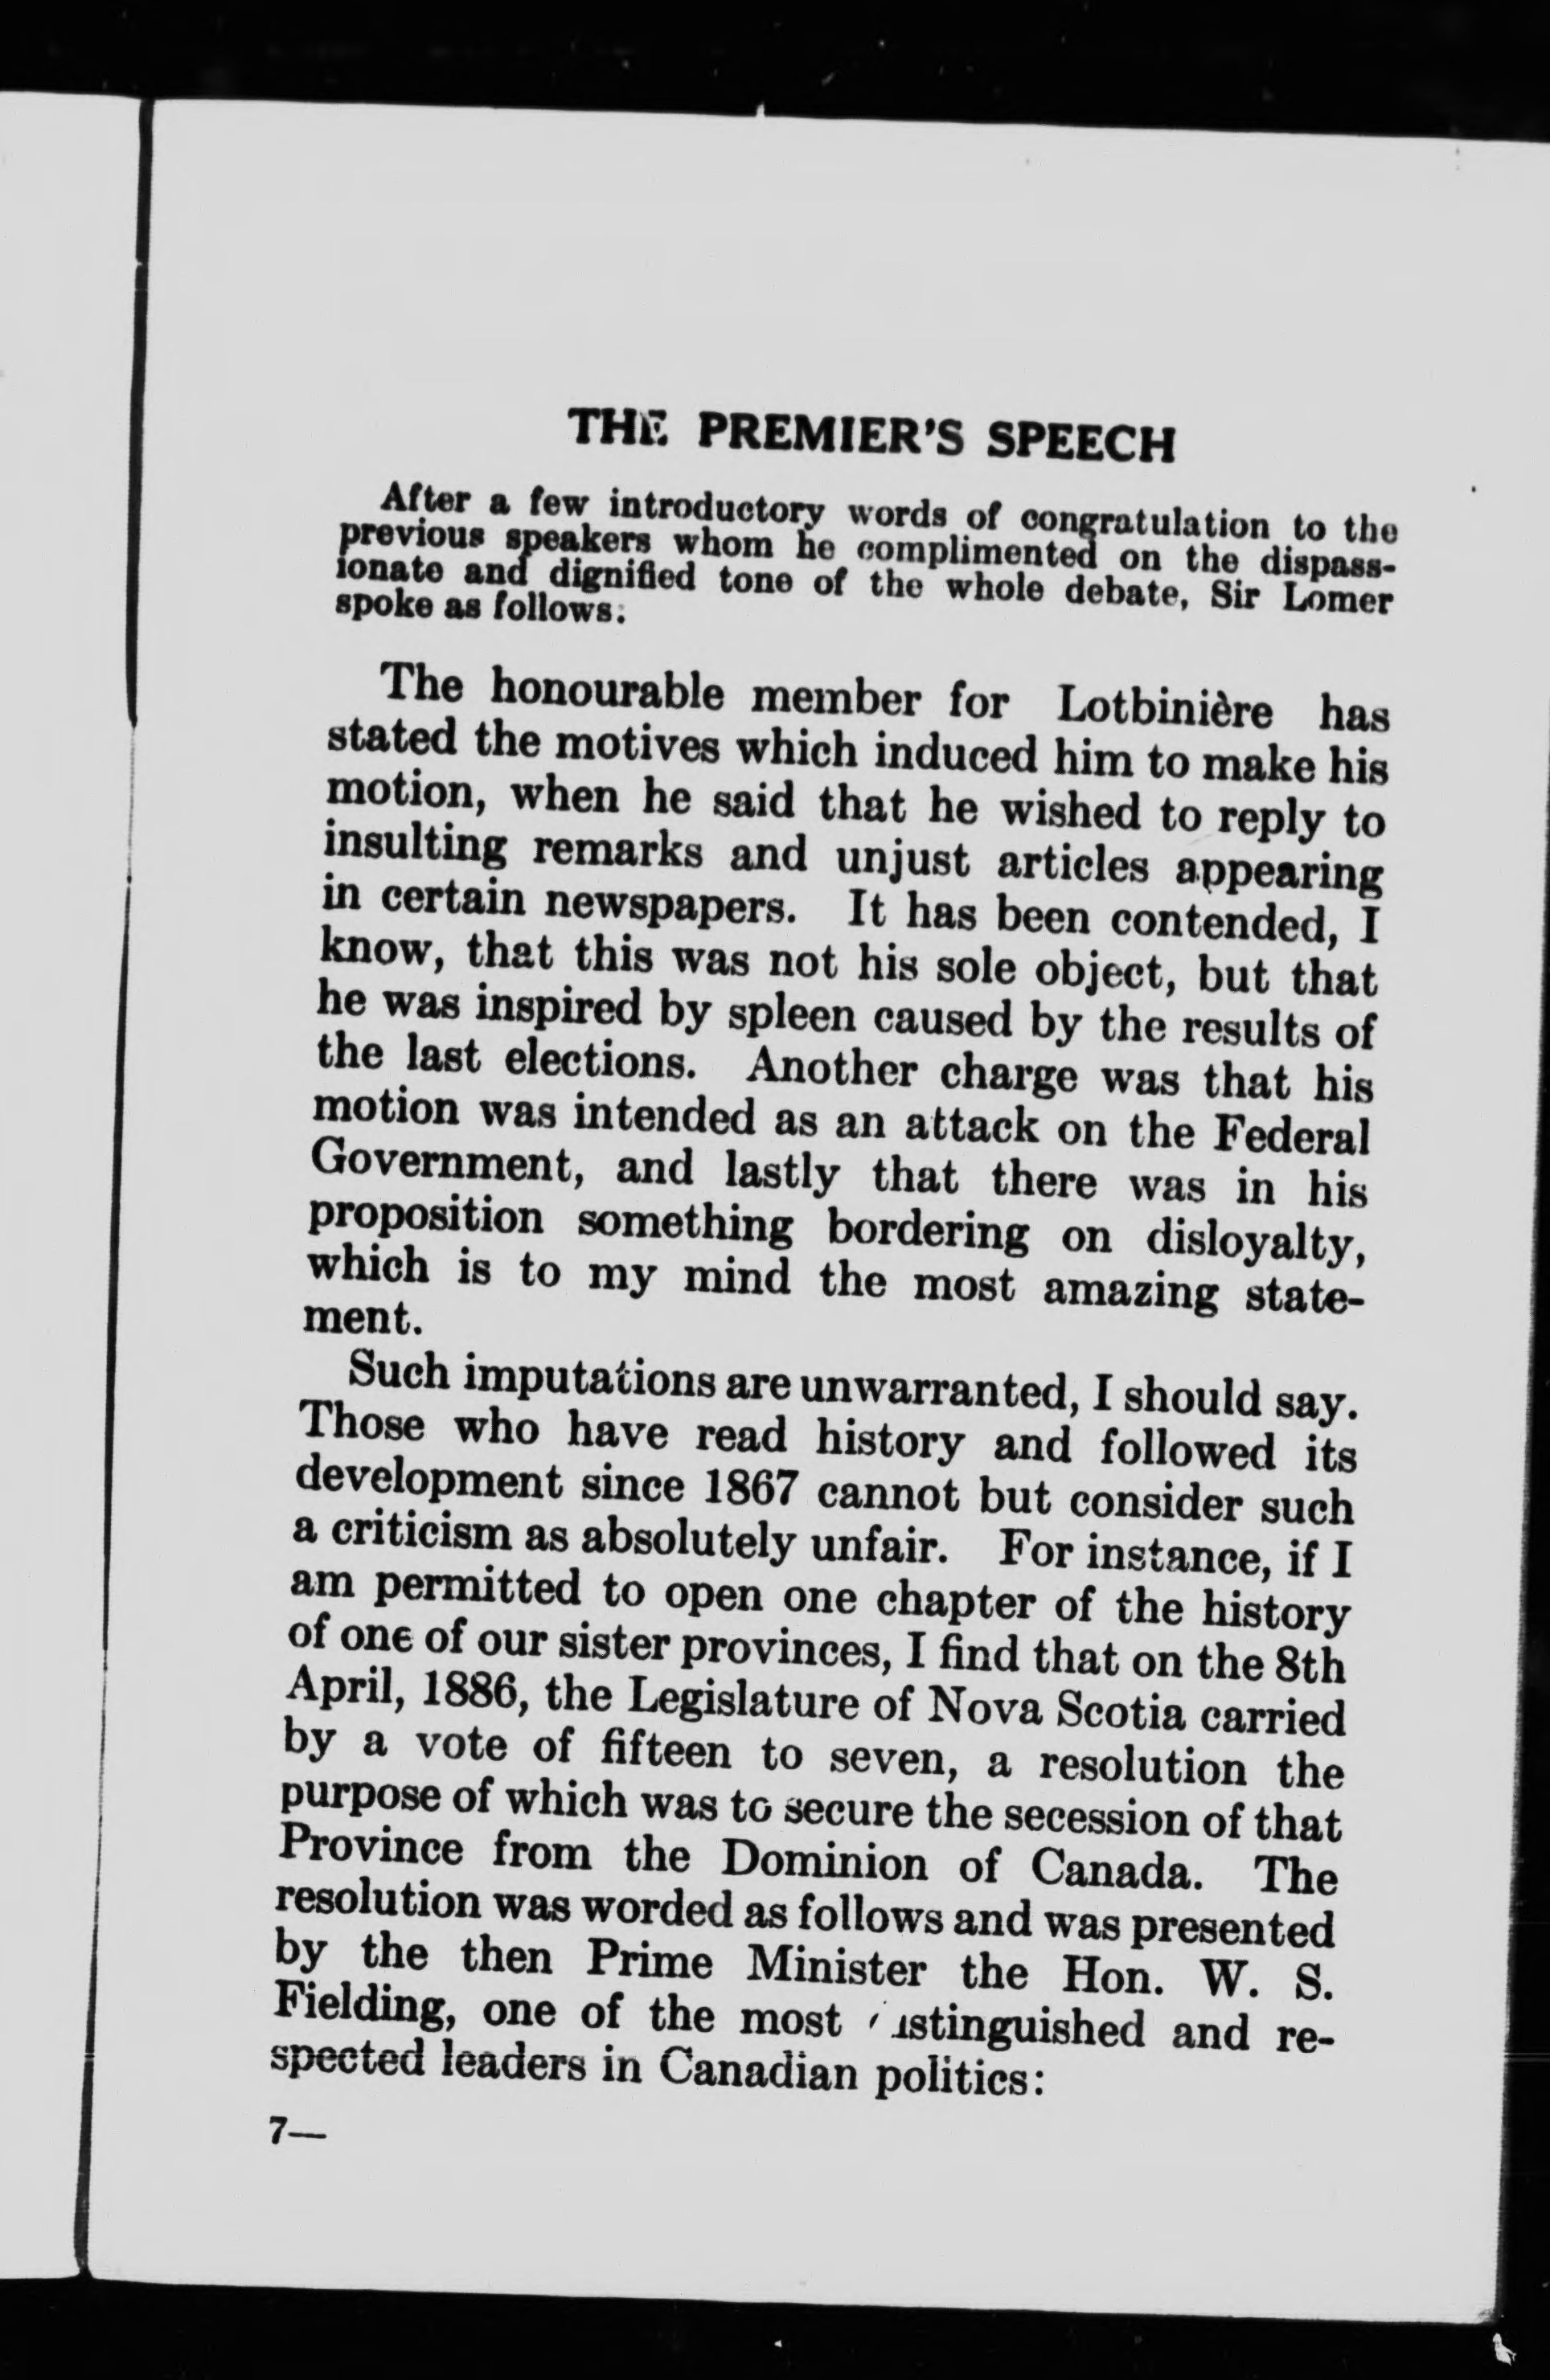 THE PREMIER'S SPEECH
After a few introductory words of congratulation to the
previous speakers whom he complimented on the dispass-
ionate and dignified tone of the whole debate, Sir Lomer
spoke as follows:
The honourable member for Lotbinière has
stated the motives which induced him to make his
motion, when he said that he wished to reply to
insulting remarks and unjust articles appearing
in certain newspapers. It has been contended, I
know, that this was not his sole object, but that
he was inspired by spleen caused by the results of
the last elections. Another charge was that his
motion was intended as an attack on the Federal
Government, and lastly that there was in his
proposition something bordering on disloyalty,
which is to my mind the most amazing state-
ment.
Such imputations are unwarranted, I should say.
Those who have read history and followed its
development since 1867 cannot but consider such
a criticism as absolutely unfair. For instance, if I
am permitted to open one chapter of the history
of one of our sister provinces, I find that on the 8th
April, 1886, the Legislature of Nova Scotia carried
by a vote of fifteen to seven, a resolution the
purpose of which was to secure the secession of that
Province from the Dominion of Canada. The
resolution was worded as follows and was presented
by the then Prime Minister the Hon. W. S.
Fielding, one of the most distinguished and re-
spected leaders in Canadian politics:
7—